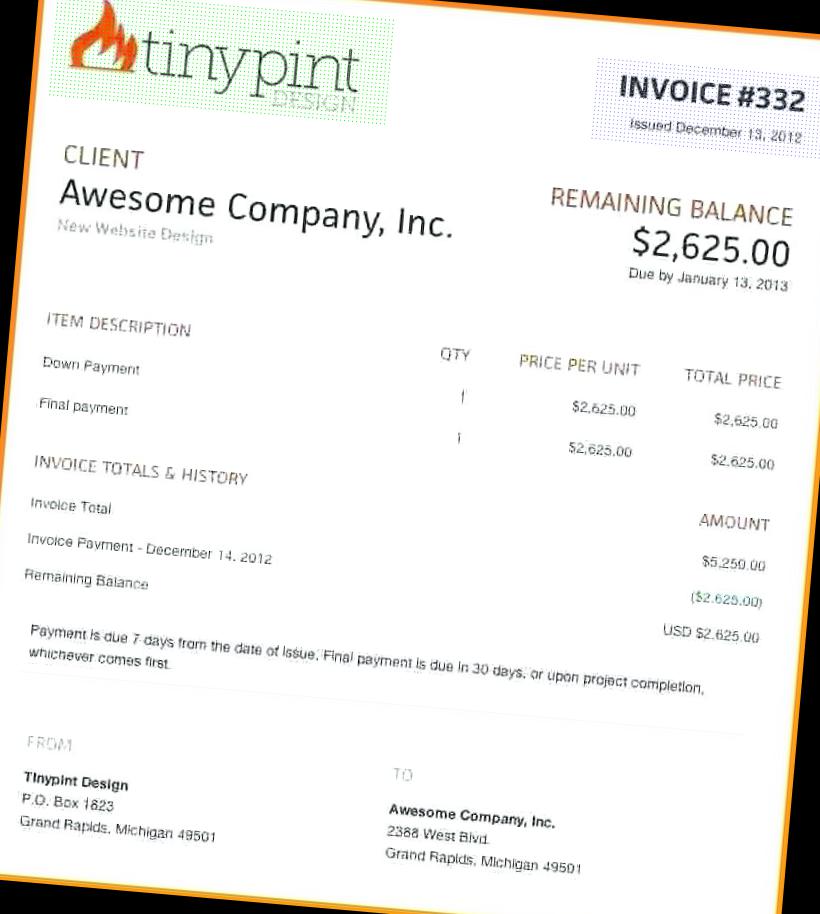 tinypint
DESIGN
INVOICE #332
Issued December 13, 2012
CLIENT
Awesome Company, Inc.
New Website Design
REMAINING BALANCE
$2,625.00
Due by January 13, 2013
ITEM DESCRIPTION QTY PRICE PER UNIT TOTAL PRICE
Down Payment 1 $2,625.00 $2,625.00
Final payment 1 $2,625.00 $2,625.00
INVOICE TOTALS & HISTORY AMOUNT
Invoice Total $5,250.00
Invoice Payment - December 14, 2012 ($2,625.00)
Remaining Balance USD $2,625.00
Payment is due 7 days from the date of issue. Final payment is due in 30 days, or upon project completion,
whichever comes first.
FROM
Tinypint Design
P.O. Box 1823
Grand Rapids, Michigan 49501
TO
Awesome Company, Inc.
2388 West Blvd.
Grand Rapids, Michigan 49501